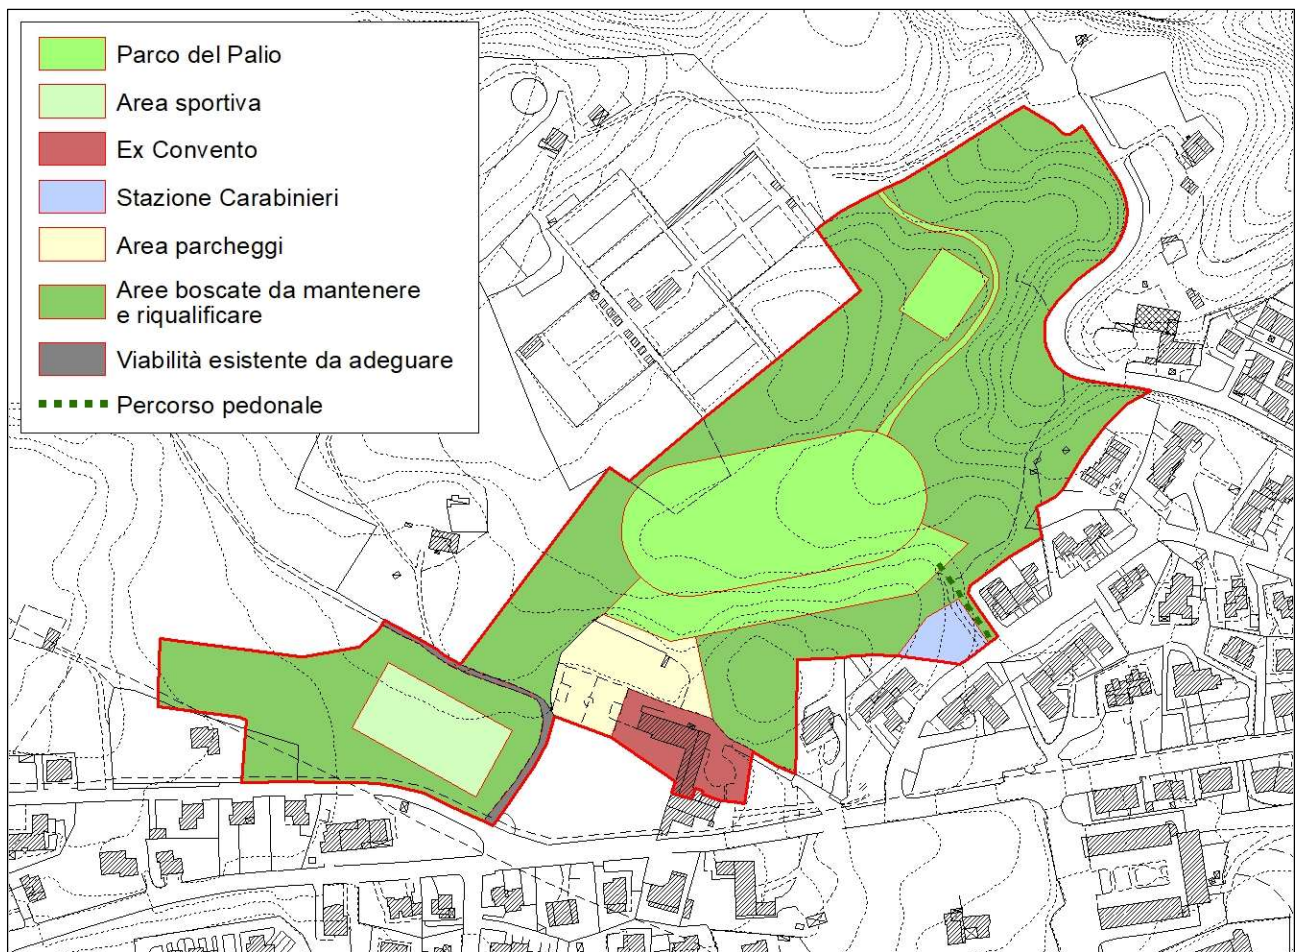 Parco del Palio
Area sportiva
Ex Convento
Stazione Carabinieri
Area parcheggi
Aree boscate da mantenere
e riqualificare
Viabilità esistente da adeguare
Percorso pedonale